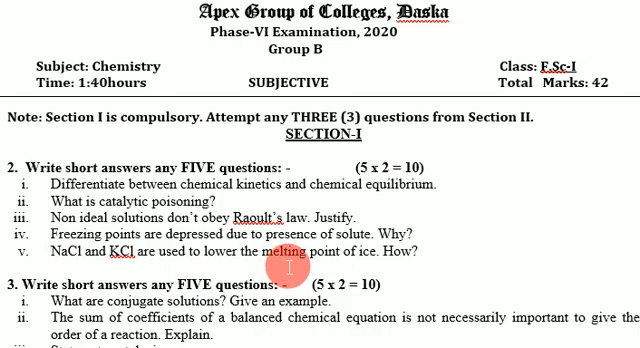 Apex Group of Colleges, Daska
Phase-VI Examination, 2020
Group B
Subject: Chemistry Class: F.Sc-I
Time: 1:40hours SUBJECTIVE Total Marks: 42
Note: Section I is compulsory. Attempt any THREE (3) questions from Section II.
SECTION-I
2. Write short answers any FIVE questions: - (5 x 2 = 10)
i. Differentiate between chemical kinetics and chemical equilibrium.
ii. What is catalytic poisoning?
iii. Non ideal solutions don't obey Raoult's law. Justify.
iv. Freezing points are depressed due to presence of solute. Why?
v. NaCl and KCl are used to lower the melting point of ice. How?
3. Write short answers any FIVE questions: - (5 x 2 = 10)
i. What are conjugate solutions? Give an example.
ii. The sum of coefficients of a balanced chemical equation is not necessarily important to give the
order of a reaction. Explain.